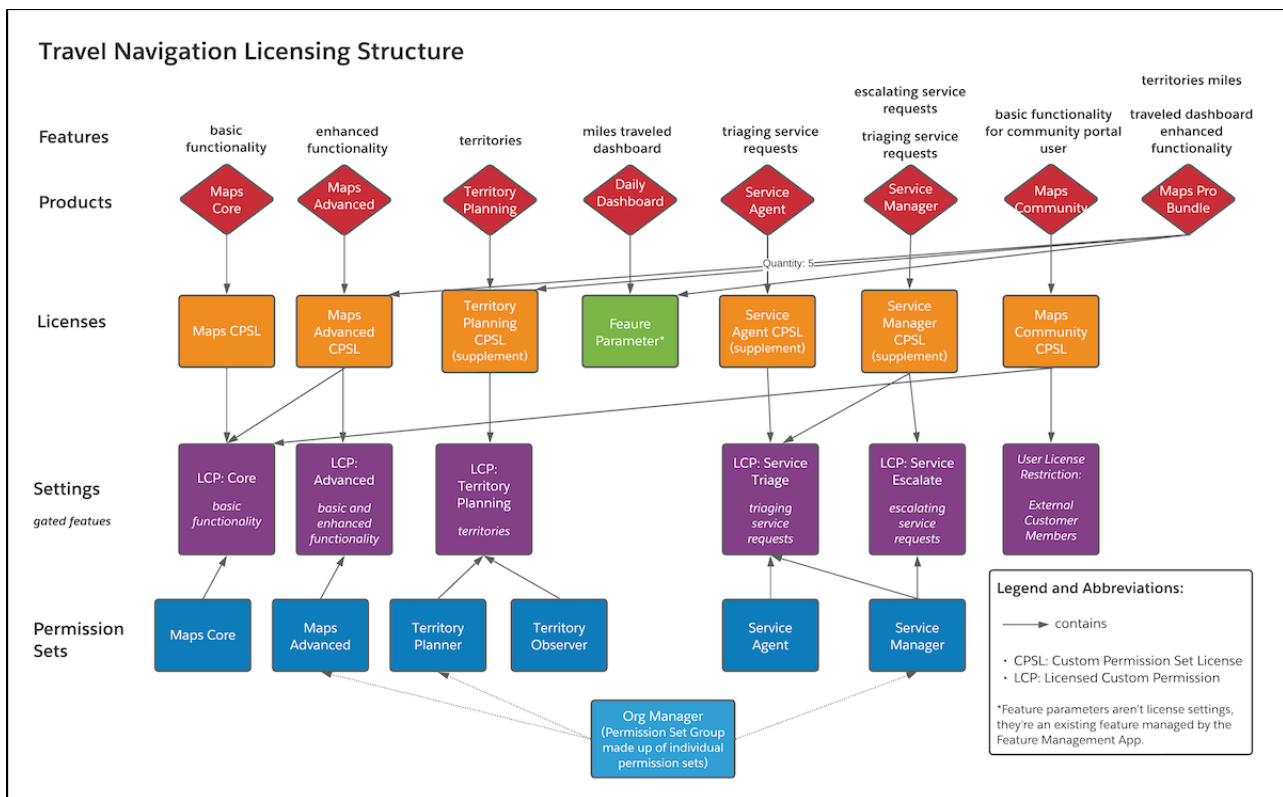 Travel Navigation Licensing Structure
Features
basic
functionality
enhanced
functionality
territories
miles traveled
dashboard
triaging service
requests
escalating service
requests
triaging service
requests
basic functionality
for community portal
user
territories miles
traveled dashboard
enhanced
functionality
Products
Maps
Core
Maps
Advanced
Territory
Planning
Daily
Dashboard
Service
Agent
Service
Manager
Maps
Community
Maps Pro
Bundle
Quantity: 5
Licenses
Maps CPSL
Maps
Advanced
CPSL
Territory
Planning
CPSL
(supplement)
Feaure
Parameter*
Service
Agent CPSL
(supplement)
Service
Manager
CPSL
(supplement)
Maps
Community
CPSL
Settings
gated featues
LCP: Core
basic
functionality
LCP:
Advanced
basic and
enhanced
functionality
LCP:
Territory
Planning
territories
LCP: Service
Triage
triaging
service
requests
LCP: Service
Escalate
escalating
service
requests
User License
Restriction:
External
Customer
Members
Permission
Sets
Maps Core
Maps
Advanced
Territory
Planner
Territory
Observer
Service
Agent
Service
Manager
Org Manager
(Permission Set Group
made up of individual
permission sets)
Legend and Abbreviations:
contains
• CPSL: Custom Permission Set License
• LCP: Licensed Custom Permission
*Feature parameters aren't license settings,
they're an existing feature managed by the
Feature Management App.